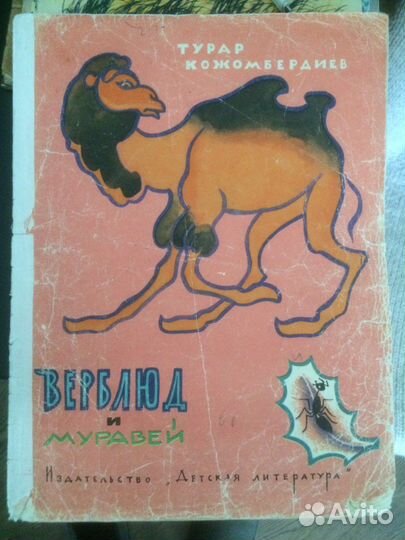 ТУРАР
КОЖОМБЕРДИЕВ
ВЕРБЛЮД
И
МУРАВЕЙ
Издательство „Детская литература"
Avito